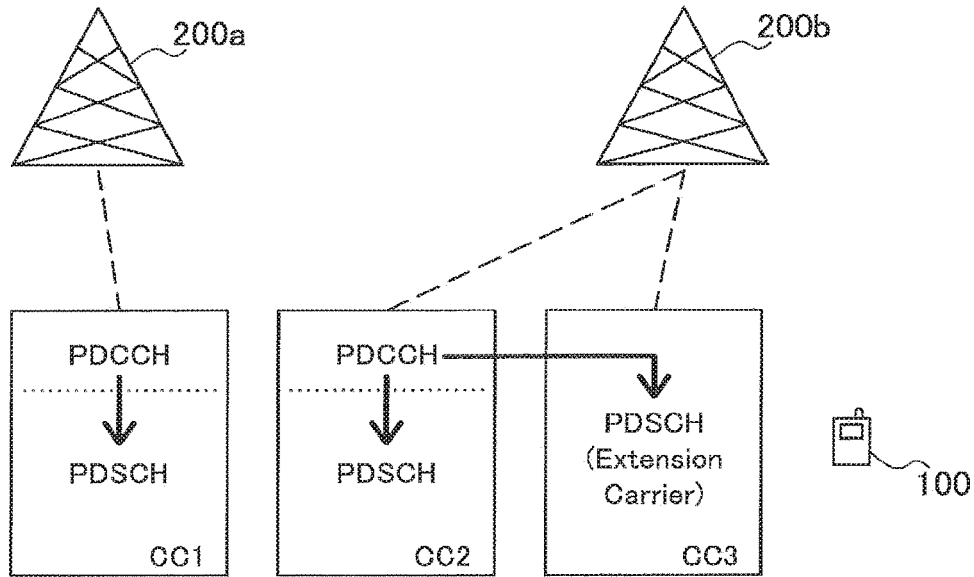 200a
200b
PDCCH
PDSCH
CC1
PDCCH
PDSCH
CC2
PDSCH
(Extension
Carrier)
CC3
100